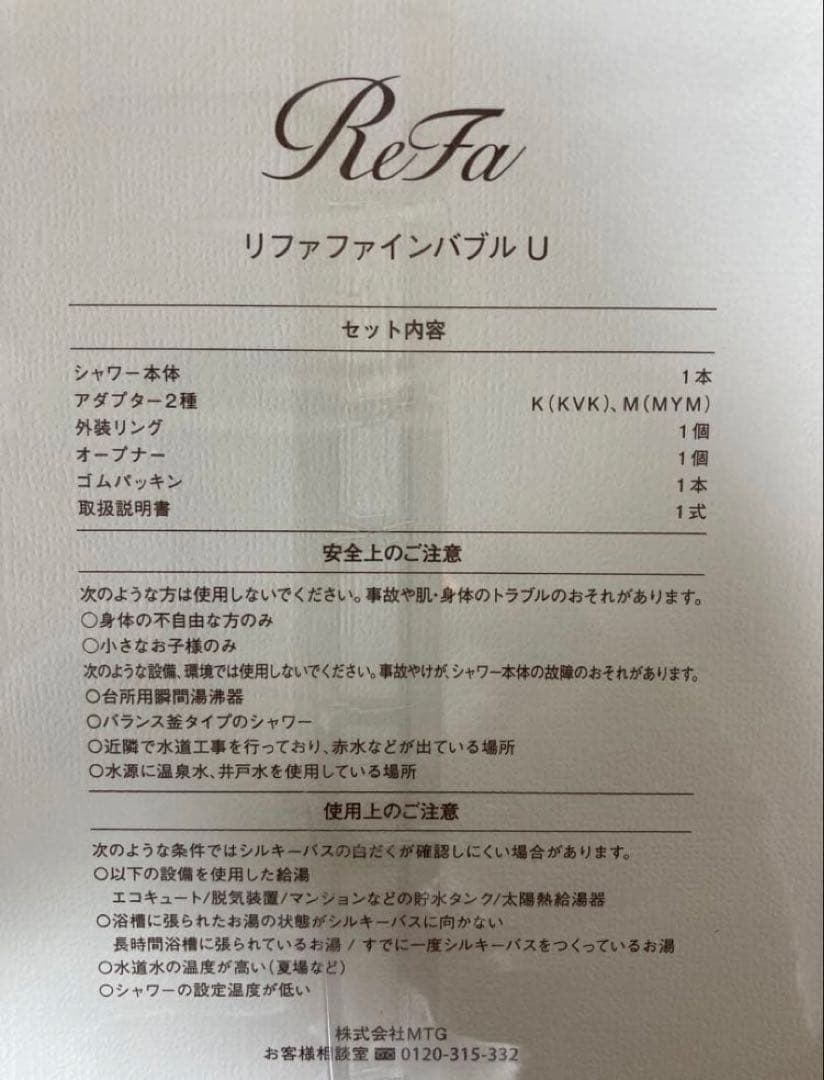 ReFa
リファファインバブル U
セット内容
シャワー本体 1本
アダプター2種 K(KVK)、M(MYM)
外装リング 1個
オープナー 1個
ゴムパッキン 1本
取扱説明書 1式
安全上のご注意
次のような方は使用しないでください。事故や肌・身体のトラブルのおそれがあります。
○身体の不自由な方のみ
○小さなお子様のみ
次のような設備、環境では使用しないでください。事故やけが、シャワー本体の故障のおそれがあります。
○台所用瞬間湯沸器
○バランス釜タイプのシャワー
○近隣で水道工事を行っており、赤水などが出ている場所
○水源に温泉水、井戸水を使用している場所
使用上のご注意
次のような条件ではシルキーバスの白だくが確認しにくい場合があります。
○以下の設備を使用した給湯
エコキュート/脱気装置/マンションなどの貯水タンク/太陽熱給湯器
○浴槽に張られたお湯の状態がシルキーバスに向かない
長時間浴槽に張られているお湯 / すでに一度シルキーバスをつくっているお湯
○水道水の温度が高い(夏場など)
○シャワーの設定温度が低い
株式会社MTG
お客様相談室 0120-315-332